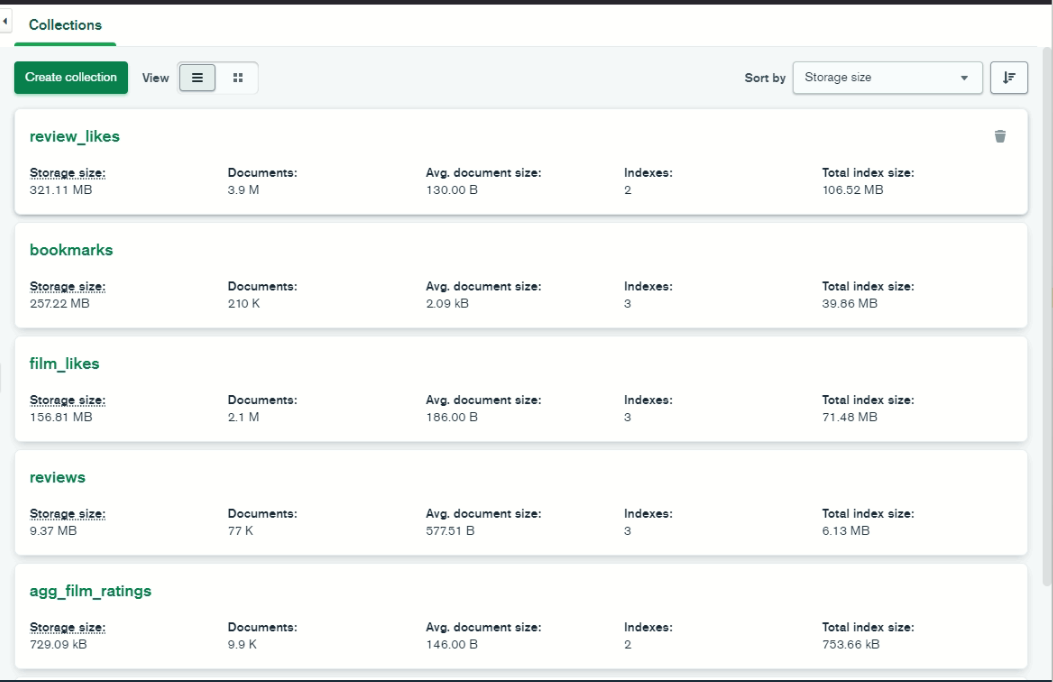 Collections
Create collection View Sort by Storage size
review_likes
Storage size: Documents: Avg. document size: Indexes: Total index size:
321.11 MB 3.9 M 130.00 B 2 106.52 MB
bookmarks
Storage size: Documents: Avg. document size: Indexes: Total index size:
257.22 MB 210 K 2.09 kB 3 39.86 MB
film_likes
Storage size: Documents: Avg. document size: Indexes: Total index size:
156.81 MB 2.1 M 186.00 B 3 71.48 MB
reviews
Storage size: Documents: Avg. document size: Indexes: Total index size:
9.37 MB 77 K 577.51 B 3 6.13 MB
agg_film_ratings
Storage size: Documents: Avg. document size: Indexes: Total index size:
729.09 kB 9.9 K 146.00 B 2 753.66 kB